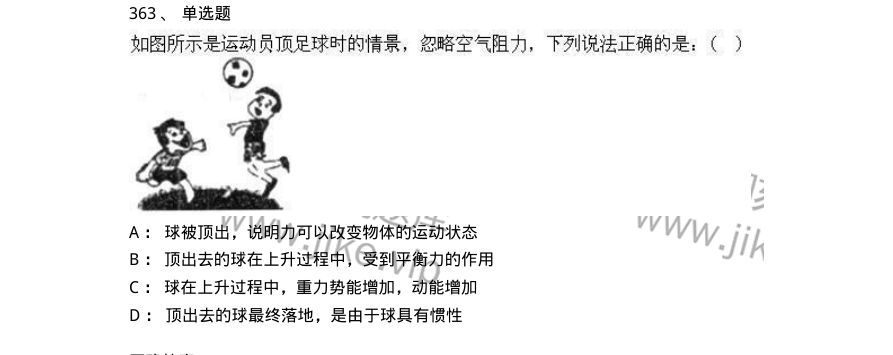 363 、 单选题
如图所示是运动员顶足球时的情景，忽略空气阻力，下列说法正确的是：（ ）
A ： 球被顶出，说明力可以改变物体的运动状态
B ： 顶出去的球在上升过程中，受到平衡力的作用
C ： 球在上升过程中，重力势能增加，动能增加
D ： 顶出去的球最终落地，是由于球具有惯性
www.jike.vip
www.jik